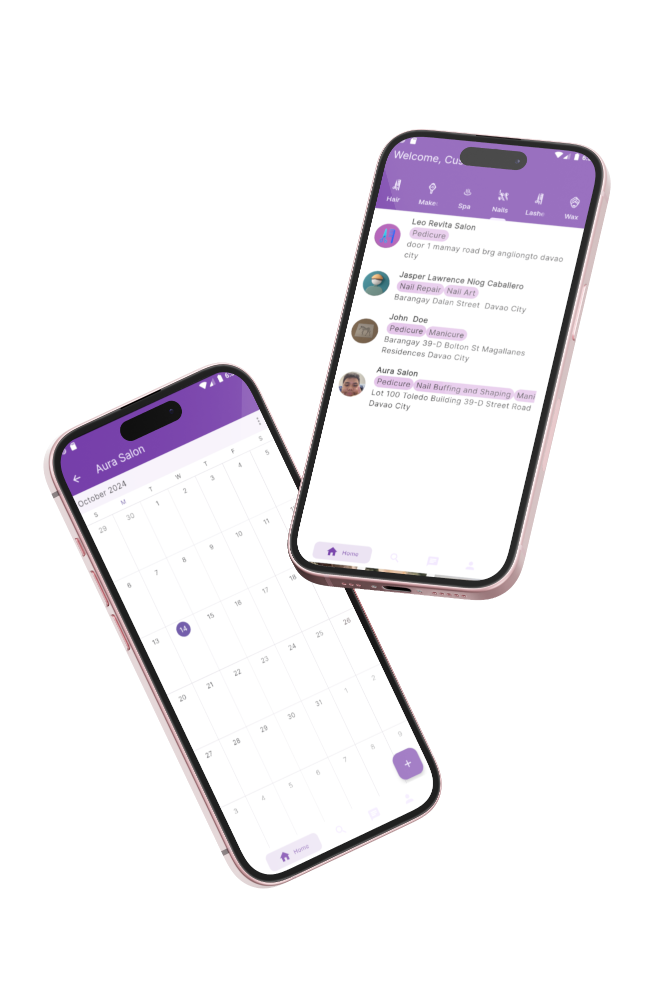 Welcome, Cus
Hair
Make
Spa
Nails
Lashe
Wax
Leo Revita Salon
Pedicure
door 1 mamay road brg angliongto davao
city
Jasper Lawrence Niog Caballero
Nail Repair Nail Art
Barangay Dalan Street Davao City
John Doe
Pedicure Manicure
Barangay 39-D Bolton St Magallanes
Residences Davao City
Aura Salon
Pedicure Nail Buffing and Shaping Mani
Lot 100 Toledo Building 39-D Street Road
Davao City
Home
Aura Salon
October 2024
S M T W T F S
29 30 1 2 3 4 5
6 7 8 9 10 11
13 14 15 16 17 18
20 21 22 23 24 25 26
27 28 29 30 31 1 2
3 4 5 6 7 8 9
+
Home